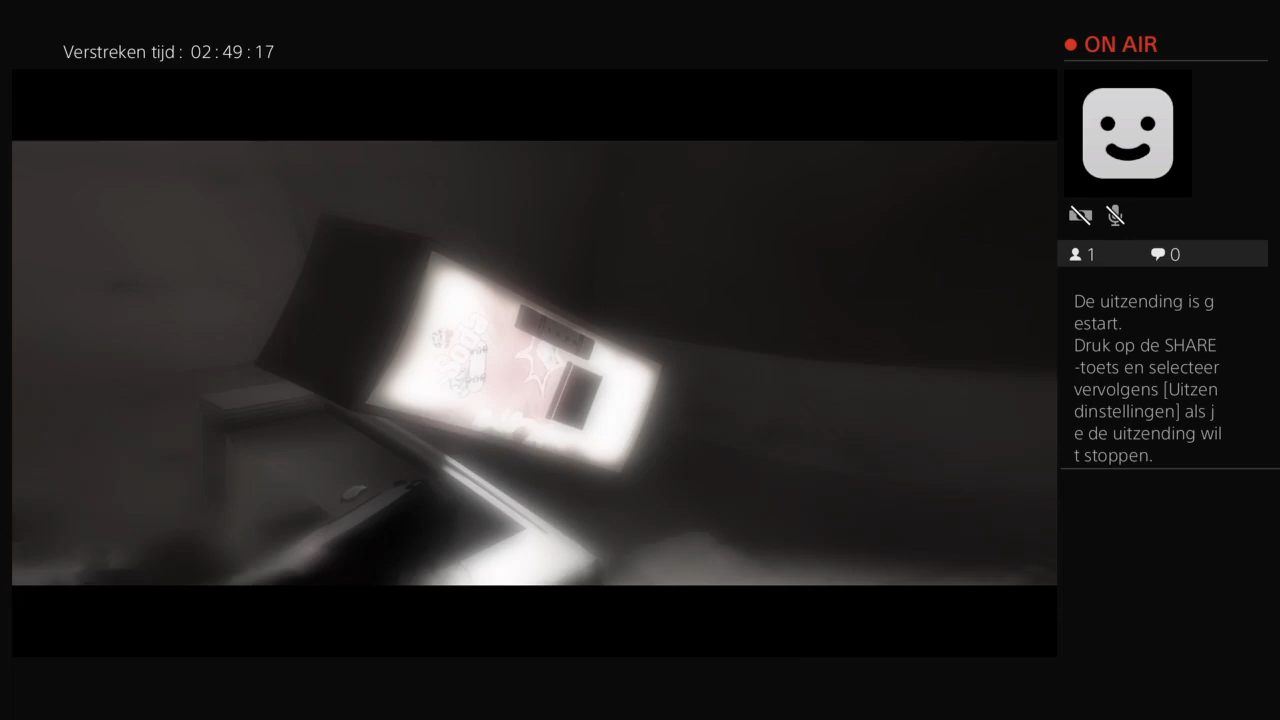 Verstreken tijd : 02 : 49 : 17
ON AIR
1 0
De uitzending is g
estart.
Druk op de SHARE
-toets en selecteer
vervolgens [Uitzen
dinstellingen] als j
e de uitzending wil
t stoppen.